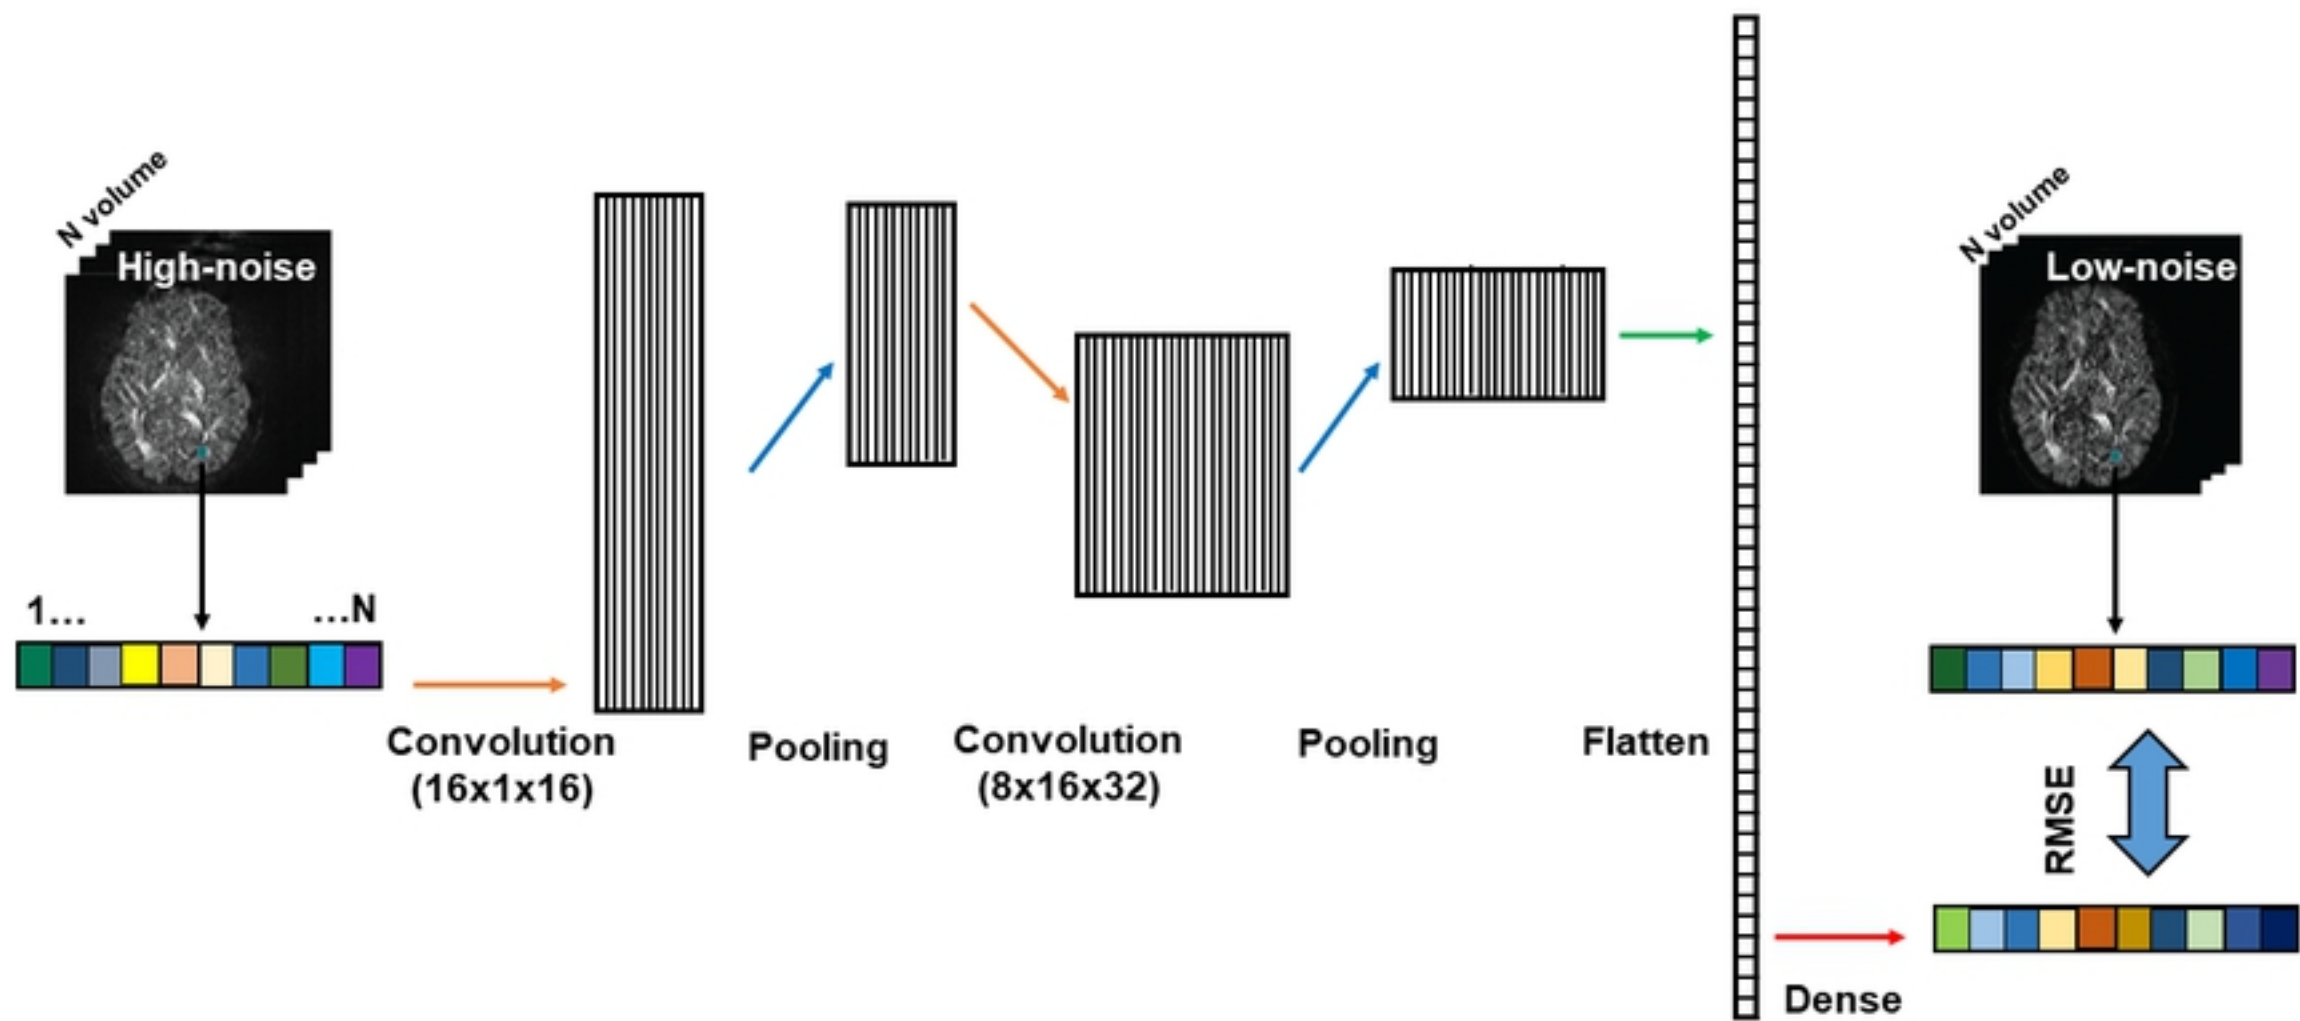 N volume
High-noise
1...
...N
Convolution
(16x1x16)
Pooling
Convolution
(8x16x32)
Pooling
Flatten
Dense
N volume
Low-noise
RMSE